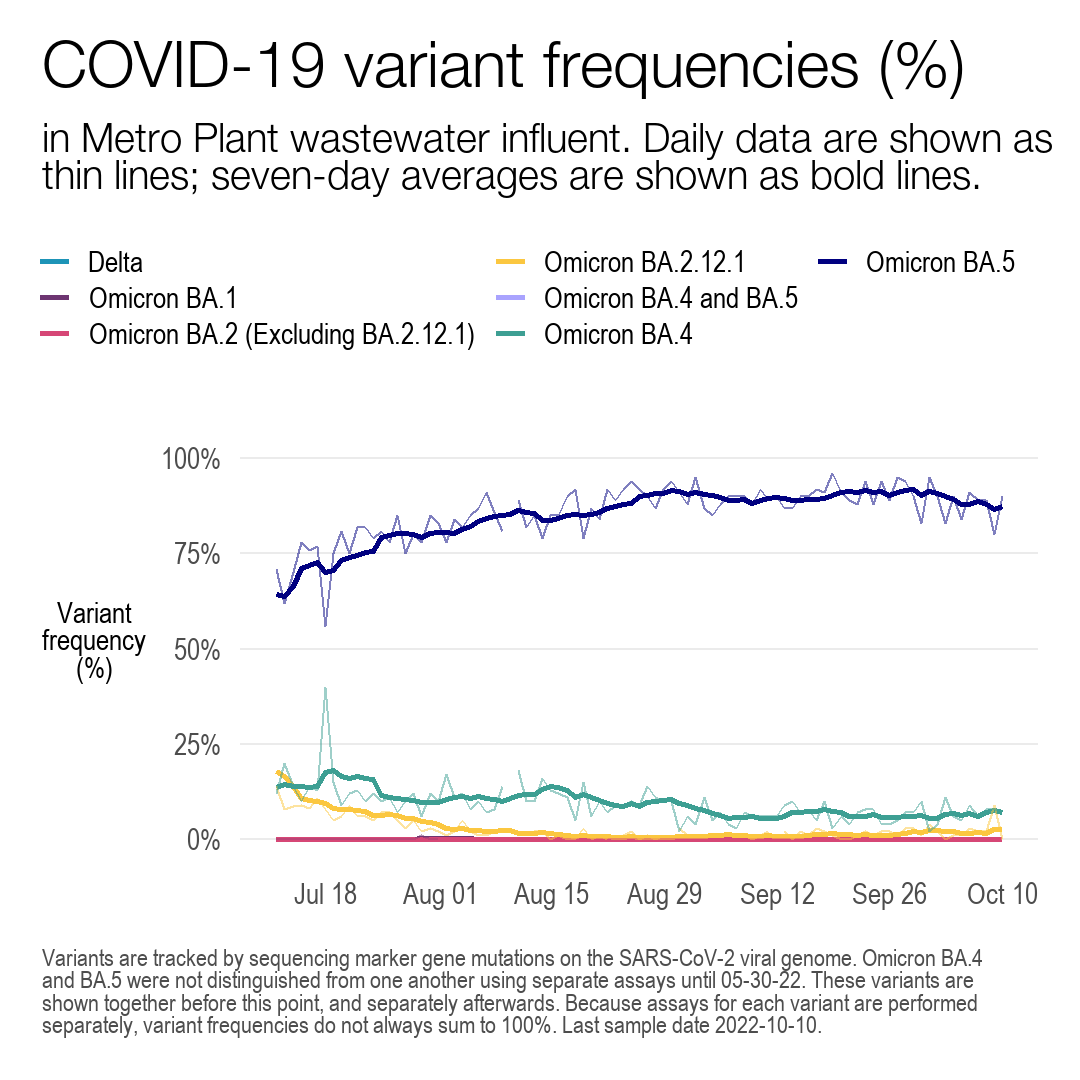 COVID-19 variant frequencies (%)
in Metro Plant wastewater influent. Daily data are shown as
thin lines; seven-day averages are shown as bold lines.
Delta
Omicron BA.1
Omicron BA.2 (Excluding BA.2.12.1)
Omicron BA.2.12.1
Omicron BA.4 and BA.5
Omicron BA.4
Omicron BA.5
Variant
frequency
(%)
100%
75%
50%
25%
0%
Jul 18
Aug 01
Aug 15
Aug 29
Sep 12
Sep 26
Oct 10
Variants are tracked by sequencing marker gene mutations on the SARS-CoV-2 viral genome. Omicron BA.4
and BA.5 were not distinguished from one another using separate assays until 05-30-22. These variants are
shown together before this point, and separately afterwards. Because assays for each variant are performed
separately, variant frequencies do not always sum to 100%. Last sample date 2022-10-10.